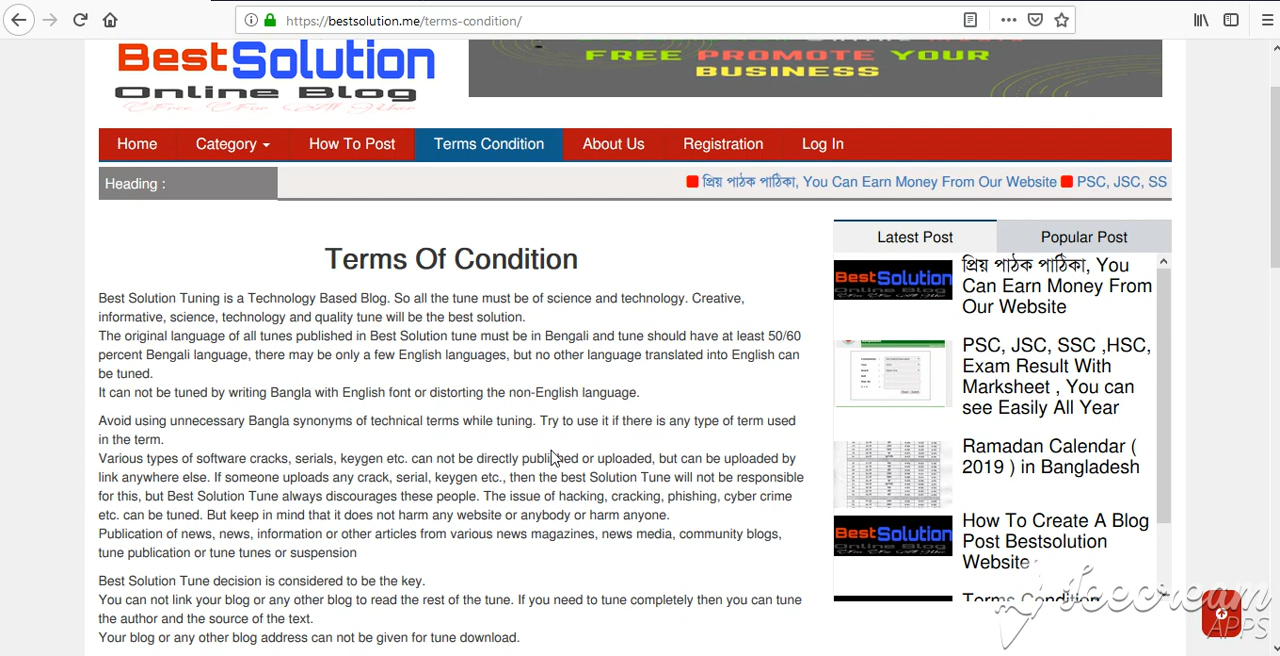 https://bestsolution.me/terms-condition/
BestSolution
Online Blog
FREE PROMOTE YOUR
BUSINESS
Home
Category
How To Post
Terms Condition
About Us
Registration
Log In
Heading :
প্রিয় পাঠক পাঠিকা, You Can Earn Money From Our Website
PSC, JSC, SS
Terms Of Condition
Best Solution Tuning is a Technology Based Blog. So all the tune must be of science and technology. Creative,
informative, science, technology and quality tune will be the best solution.
The original language of all tunes published in Best Solution tune must be in Bengali and tune should have at least 50/60
percent Bengali language, there may be only a few English languages, but no other language translated into English can
be tuned.
It can not be tuned by writing Bangla with English font or distorting the non-English language.
Avoid using unnecessary Bangla synonyms of technical terms while tuning. Try to use it if there is any type of term used
in the term.
Various types of software cracks, serials, keygen etc. can not be directly published or uploaded, but can be uploaded by
link anywhere else. If someone uploads any crack, serial, keygen etc., then the best Solution Tune will not be responsible
for this, but Best Solution Tune always discourages these people. The issue of hacking, cracking, phishing, cyber crime
etc. can be tuned. But keep in mind that it does not harm any website or anybody or harm anyone.
Publication of news, news, information or other articles from various news magazines, news media, community blogs,
tune publication or tune tunes or suspension
Best Solution Tune decision is considered to be the key.
You can not link your blog or any other blog to read the rest of the tune. If you need to tune completely then you can tune
the author and the source of the text.
Your blog or any other blog address can not be given for tune download.
Latest Post
Popular Post
BestSolution
Online Blog
প্রিয় পাঠক পাঠিকা, You
Can Earn Money From
Our Website
PSC, JSC, SSC ,HSC,
Exam Result With
Marksheet , You can
see Easily All Year
Ramadan Calendar (
2019 ) in Bangladesh
BestSolution
Online Blog
How To Create A Blog
Post Bestsolution
Website
Terms Condition
Icecream
APPS